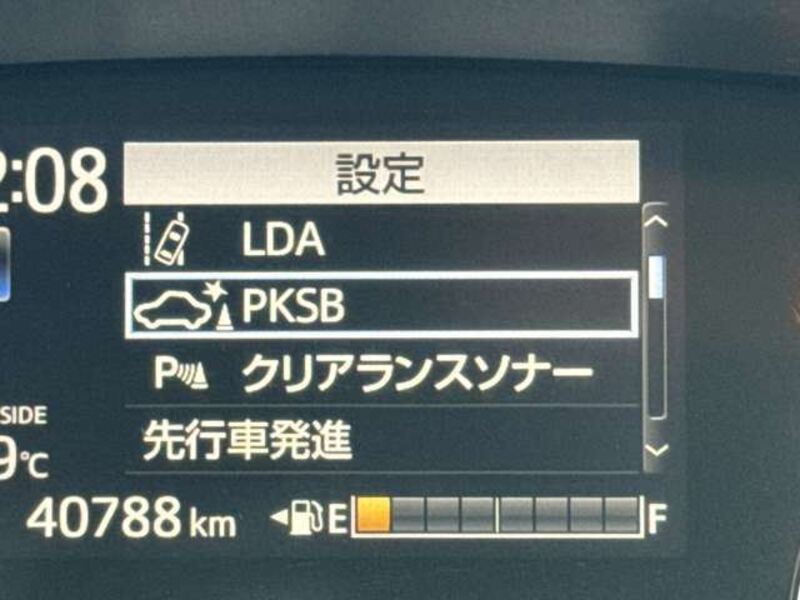 2:08
設定
LDA
PKSB
P クリアランスソナー
SIDE
9℃
先行車発進
40788 km
E F